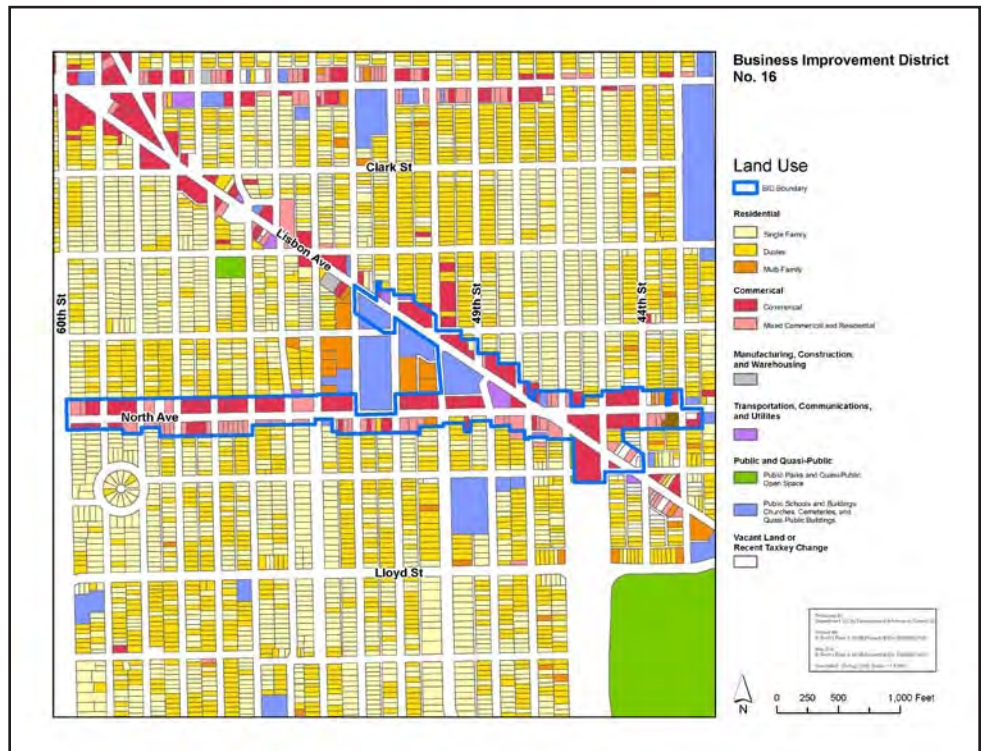 Business Improvement District
No. 16
Land Use
BID Boundary
Residential
Single Family
Duplex
Multi-Family
Commerical
Commerical
Mixed Commerical and Residential
Manufacturing, Construction,
and Warehousing
Transportation, Communications,
and Utilites
Public and Quasi-Public
Public Parks and Quasi-Public
Open Space
Public Schools and Buildings
Churches, Cemeteries, and
Quasi-Public Buildings.
Vacant Land or
Recent Taxkey Change
Clark St
Lisbon Ave
60th St
49th St
44th St
North Ave
Lloyd St
N
0 250 500 1,000 Feet